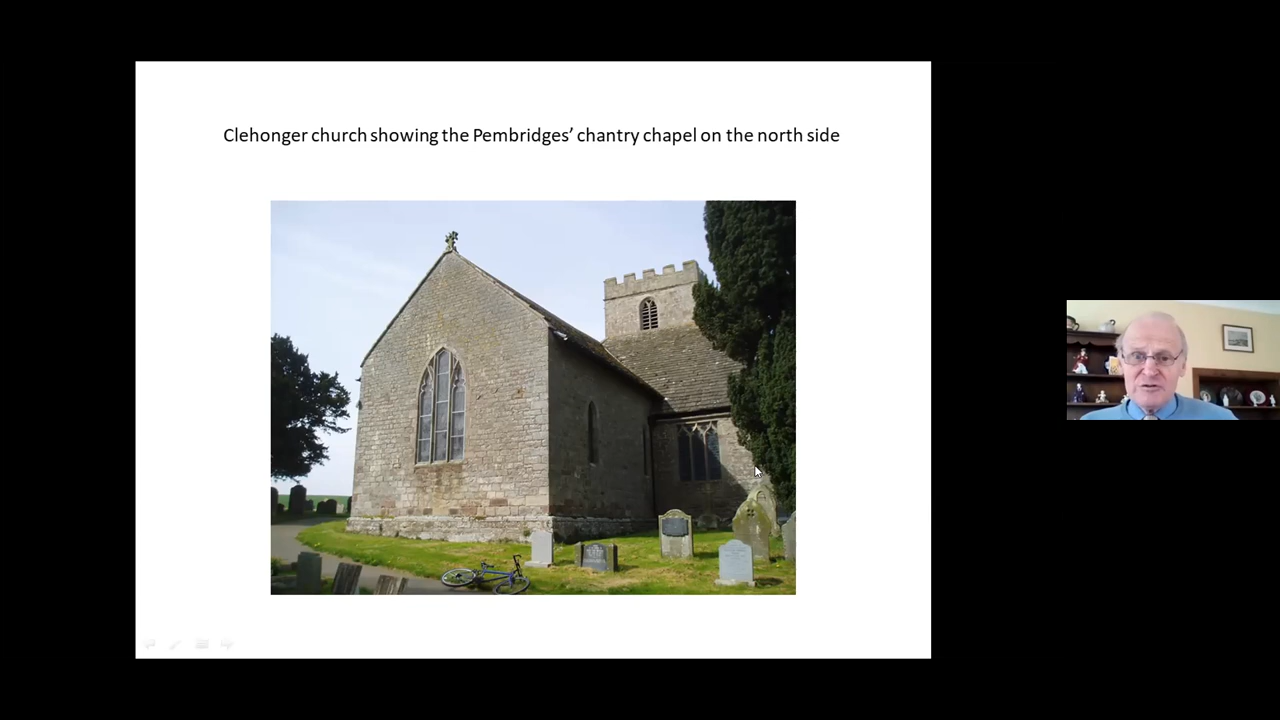 Clehonger church showing the Pembridges’ chantry chapel on the north side